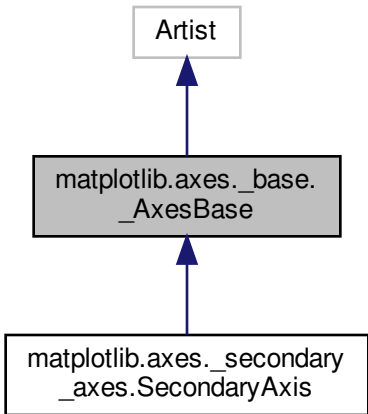 Artist
matplotlib.axes._base.
_AxesBase
matplotlib.axes._secondary
_axes.SecondaryAxis